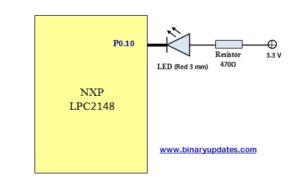 P0.10
LED (Red 3 mm)
Resistor
470Ω
3.3 V
NXP
LPC2148
www.binaryupdates.com